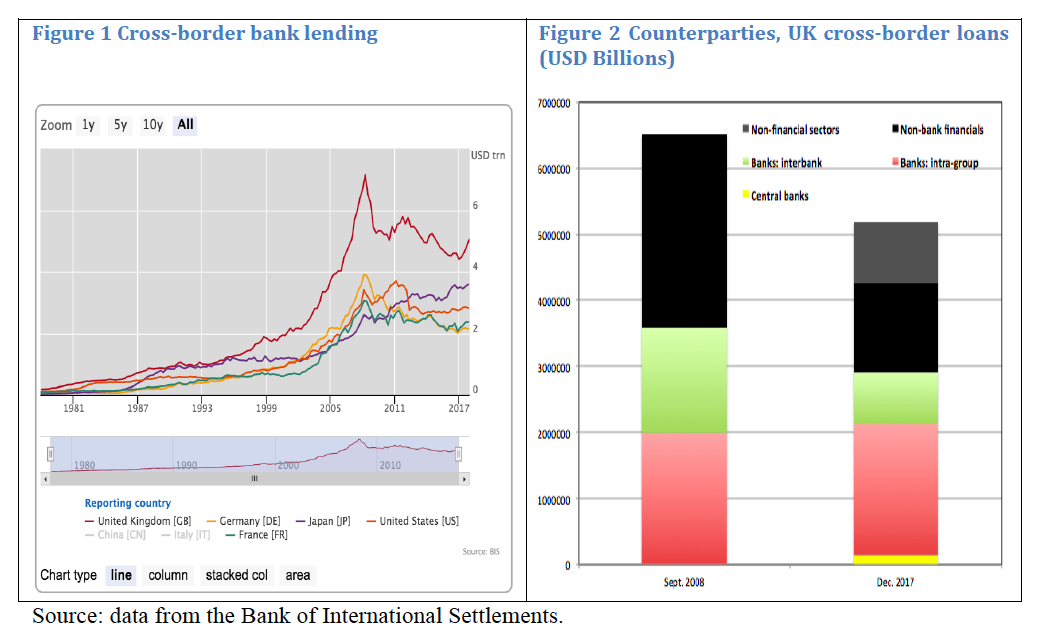 Figure 1 Cross-border bank lending
Zoom 1y 5y 10y All
USD trn
6
4
2
0
1981 1987 1993 1999 2005 2011 2017
1980 1990 2000 2010
Reporting country
United Kingdom [GB] Germany [DE] Japan [JP] United States [US]
China [CN] Italy [IT] France [FR]
Source: BIS
Chart type line column stacked col area
Figure 2 Counterparties, UK cross-border loans
(USD Billions)
7000000
6000000
5000000
4000000
3000000
2000000
1000000
0
Non-financial sectors Non-bank financials
Banks: interbank Banks: intra-group
Central banks
Sept. 2008 Dec. 2017
Source: data from the Bank of International Settlements.